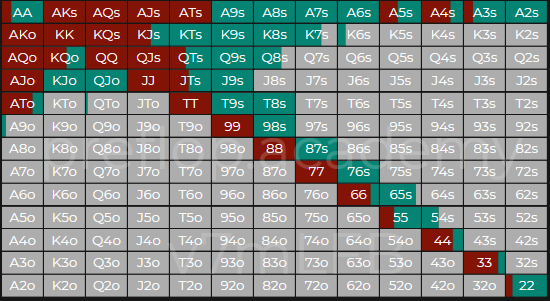 AA AKs AQs AJs ATs A9s A8s A7s A6s A5s A4s A3s A2s
AKo KK KQs KJs KTs K9s K8s K7s K6s K5s K4s K3s K2s
AQo KQo QQ QJs QTs Q9s Q8s Q7s Q6s Q5s Q4s Q3s Q2s
AJo KJo QJo JJ JTs J9s J8s J7s J6s J5s J4s J3s J2s
ATo KTo QTo JTo TT T9s T8s T7s T6s T5s T4s T3s T2s
A9o K9o Q9o J9o T9o 99 98s 97s 96s 95s 94s 93s 92s
A8o K8o Q8o J8o T8o 98o 88 87s 86s 85s 84s 83s 82s
A7o K7o Q7o J7o T7o 97o 87o 77 76s 75s 74s 73s 72s
A6o K6o Q6o J6o T6o 96o 86o 76o 66 65s 64s 63s 62s
A5o K5o Q5o J5o T5o 95o 85o 75o 65o 55 54s 53s 52s
A4o K4o Q4o J4o T4o 94o 84o 74o 64o 54o 44 43s 42s
A3o K3o Q3o J3o T3o 93o 83o 73o 63o 53o 43o 33 32s
A2o K2o Q2o J2o T2o 92o 82o 72o 62o 52o 42o 32o 22